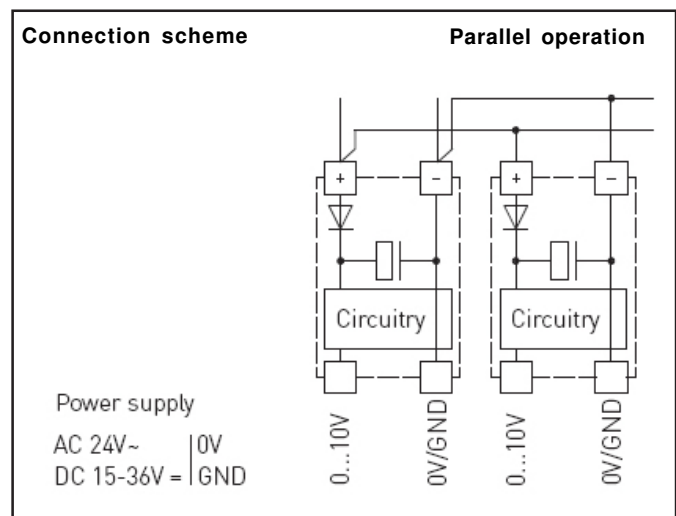 Connection scheme
Parallel operation
+ − + −
Circuitry Circuitry
Power supply
AC 24V~ | 0V
DC 15-36V = | GND
0...10V
0V/GND
0...10V
0V/GND